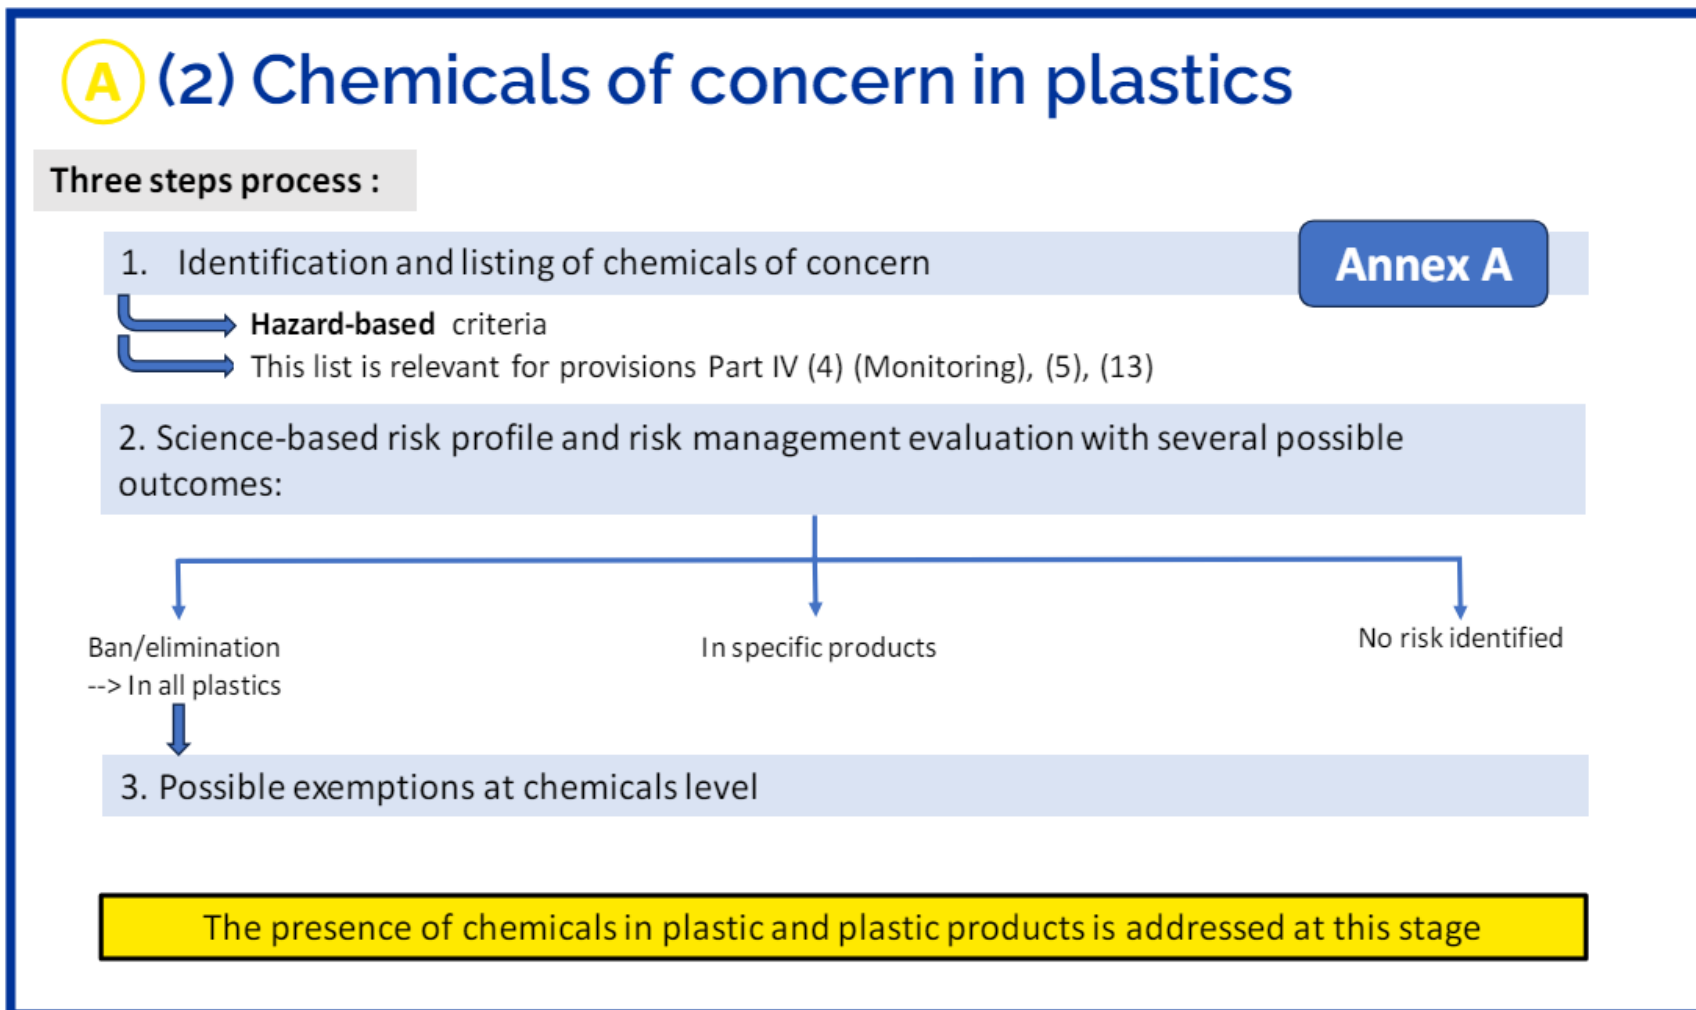 A (2) Chemicals of concern in plastics
Three steps process :
1. Identification and listing of chemicals of concern
Annex A
Hazard-based criteria
This list is relevant for provisions Part IV (4) (Monitoring), (5), (13)
2. Science-based risk profile and risk management evaluation with several possible
outcomes:
Ban/elimination
--> In all plastics
In specific products
No risk identified
3. Possible exemptions at chemicals level
The presence of chemicals in plastic and plastic products is addressed at this stage